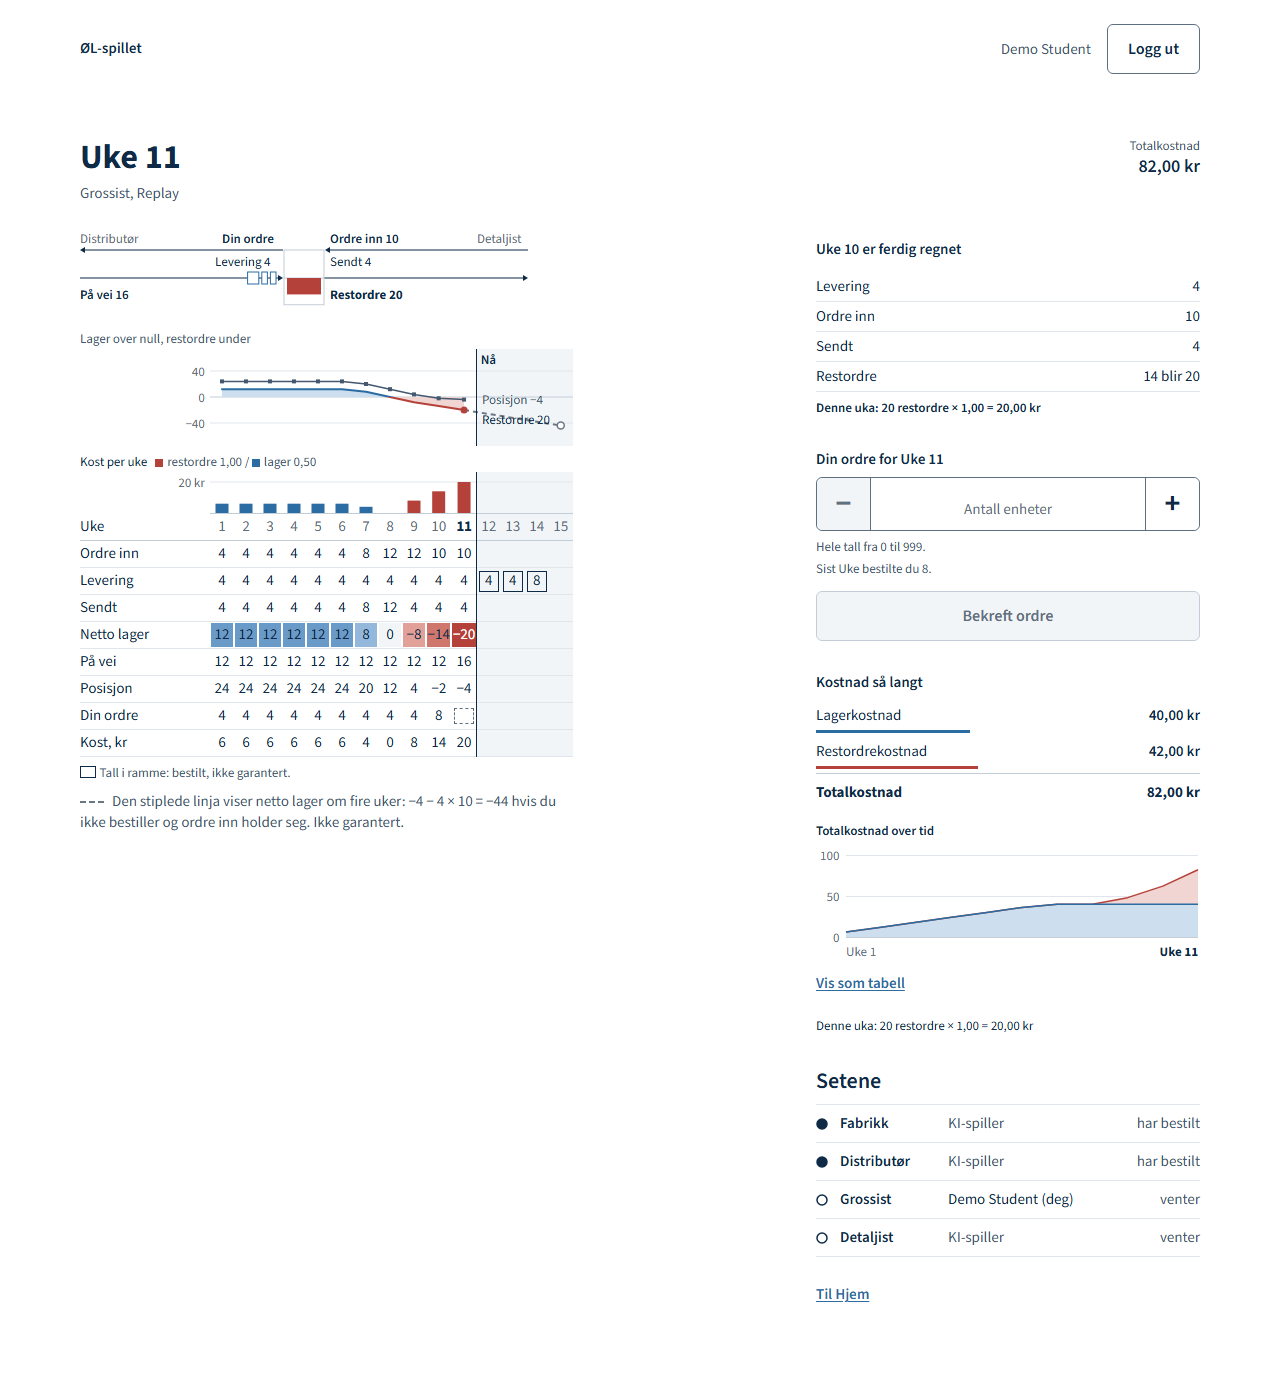 ØL-spillet
Demo Student
Logg ut
Uke 11
Grossist, Replay
Totalkostnad
82,00 kr
Distributør
Din ordre
Ordre inn 10
Detaljist
Levering 4
Sendt 4
På vei 16
Restordre 20
Lager over null, restordre under
Nå
40
0
−40
Posisjon −4
Restordre 20
Kost per uke restordre 1,00 / lager 0,50
20 kr
Uke 1 2 3 4 5 6 7 8 9 10 11 12 13 14 15
Ordre inn 4 4 4 4 4 4 8 12 12 10 10
Levering 4 4 4 4 4 4 4 4 4 4 4 4 4 8
Sendt 4 4 4 4 4 4 8 12 4 4 4
Netto lager 12 12 12 12 12 12 8 0 −8 −14 −20
På vei 12 12 12 12 12 12 12 12 12 12 16
Posisjon 24 24 24 24 24 24 20 12 4 −2 −4
Din ordre 4 4 4 4 4 4 4 4 4 8
Kost, kr 6 6 6 6 6 6 4 0 8 14 20
Tall i ramme: bestilt, ikke garantert.
Den stiplede linja viser netto lager om fire uker: −4 − 4 × 10 = −44 hvis du
ikke bestiller og ordre inn holder seg. Ikke garantert.
Uke 10 er ferdig regnet
Levering 4
Ordre inn 10
Sendt 4
Restordre 14 blir 20
Denne uka: 20 restordre × 1,00 = 20,00 kr
Din ordre for Uke 11
− Antall enheter +
Hele tall fra 0 til 999.
Sist Uke bestilte du 8.
Bekreft ordre
Kostnad så langt
Lagerkostnad 40,00 kr
Restordrekostnad 42,00 kr
Totalkostnad 82,00 kr
Totalkostnad over tid
100
50
0
Uke 1 Uke 11
Vis som tabell
Denne uka: 20 restordre × 1,00 = 20,00 kr
Setene
Fabrikk KI-spiller har bestilt
Distributør KI-spiller har bestilt
Grossist Demo Student (deg) venter
Detaljist KI-spiller venter
Til Hjem